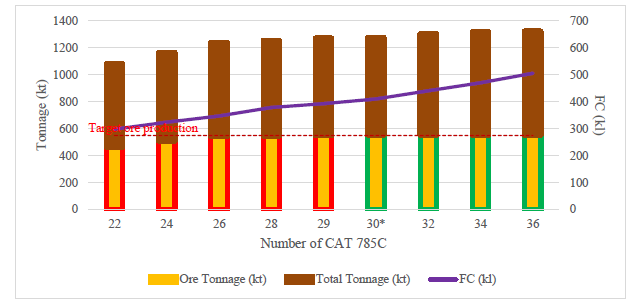 1400
1200
1000
800
600
400
200
0
Tonnage (kt)
Target ore production
700
600
500
400
300
200
100
0
FC (kl)
22 24 26 28 29 30* 32 34 36
Number of CAT 785C
Ore Tonnage (kt) Total Tonnage (kt) FC (kl)